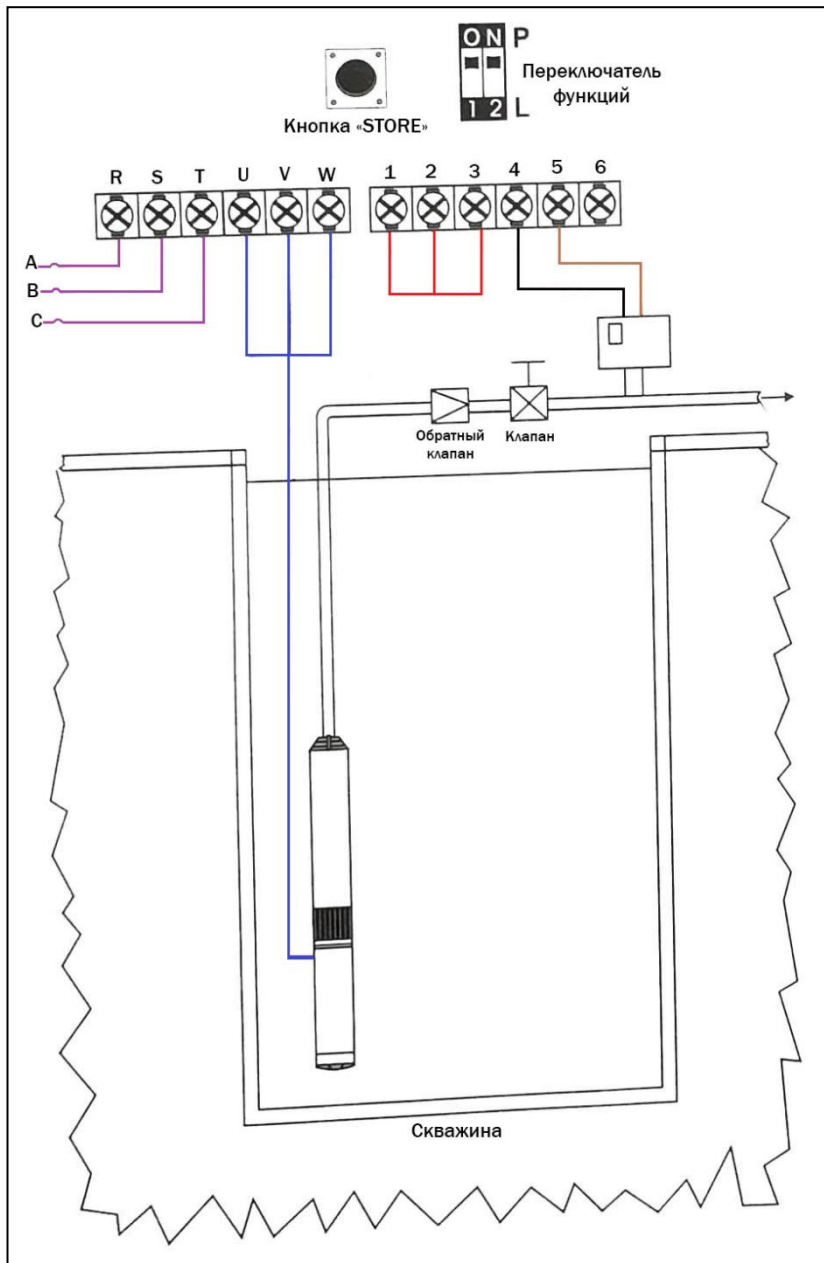 ON P
Переключатель
функций
1 2 L
Кнопка «STORE»
R S T U V W 1 2 3 4 5 6
A
B
C
Обратный
клапан
Клапан
Скважина